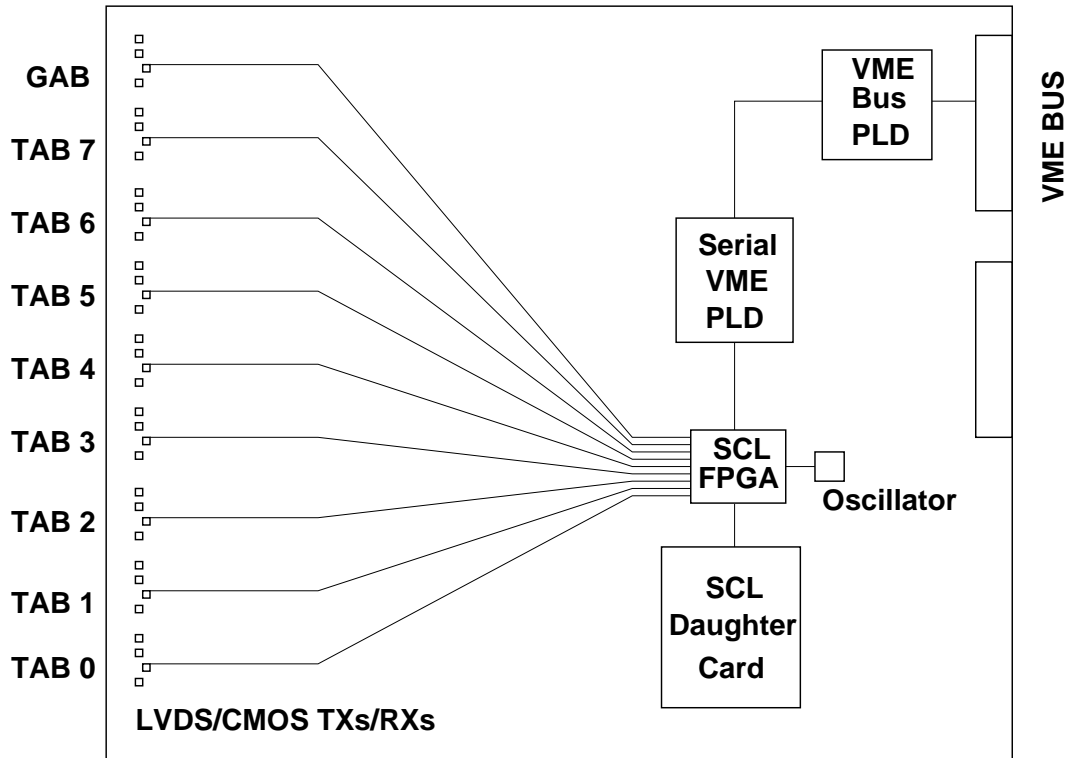 GAB
TAB 7
TAB 6
TAB 5
TAB 4
TAB 3
TAB 2
TAB 1
TAB 0
LVDS/CMOS TXs/RXs
VME
Bus
PLD
Serial
VME
PLD
SCL
FPGA
Oscillator
SCL
Daughter
Card
VME BUS